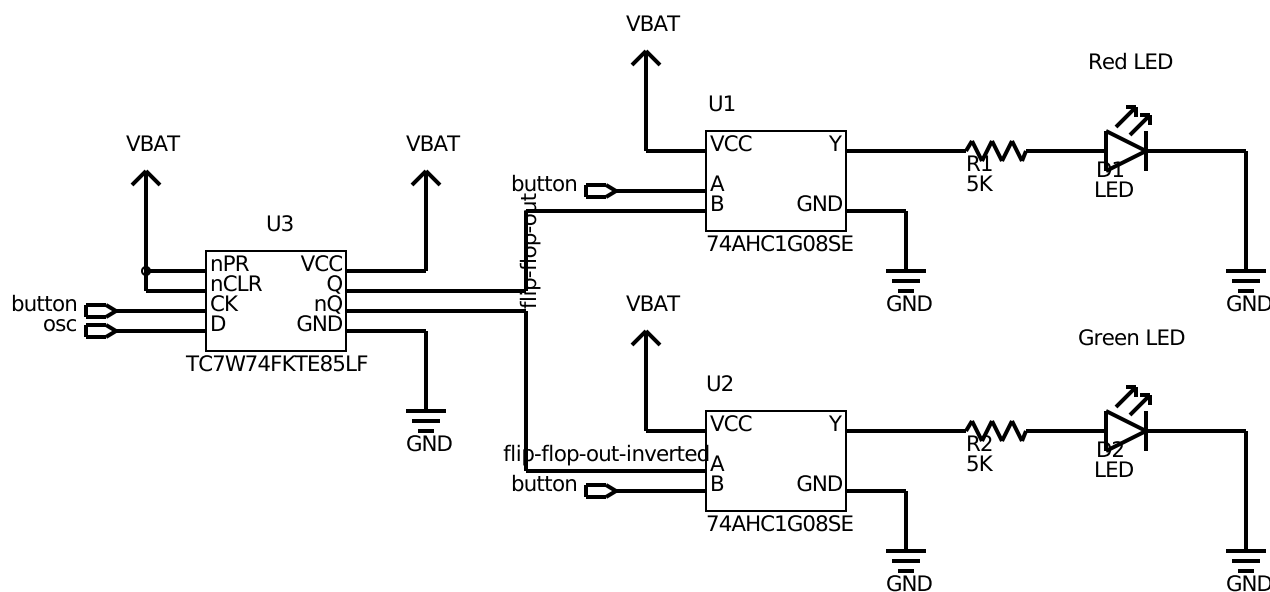 VBAT
Red LED
U1
VBAT
VBAT
VCC
Y
button
A
R1
5K
D1
LED
B
GND
flip-flop-out
U3
74AHC1G08SE
nPR
VCC
nCLR
Q
button
CK
nQ
osc
D
GND
GND
GND
VBAT
TC7W74FKTE85LF
Green LED
U2
VCC
Y
GND
flip-flop-out-inverted
A
R2
5K
D2
LED
button
B
GND
74AHC1G08SE
GND
GND